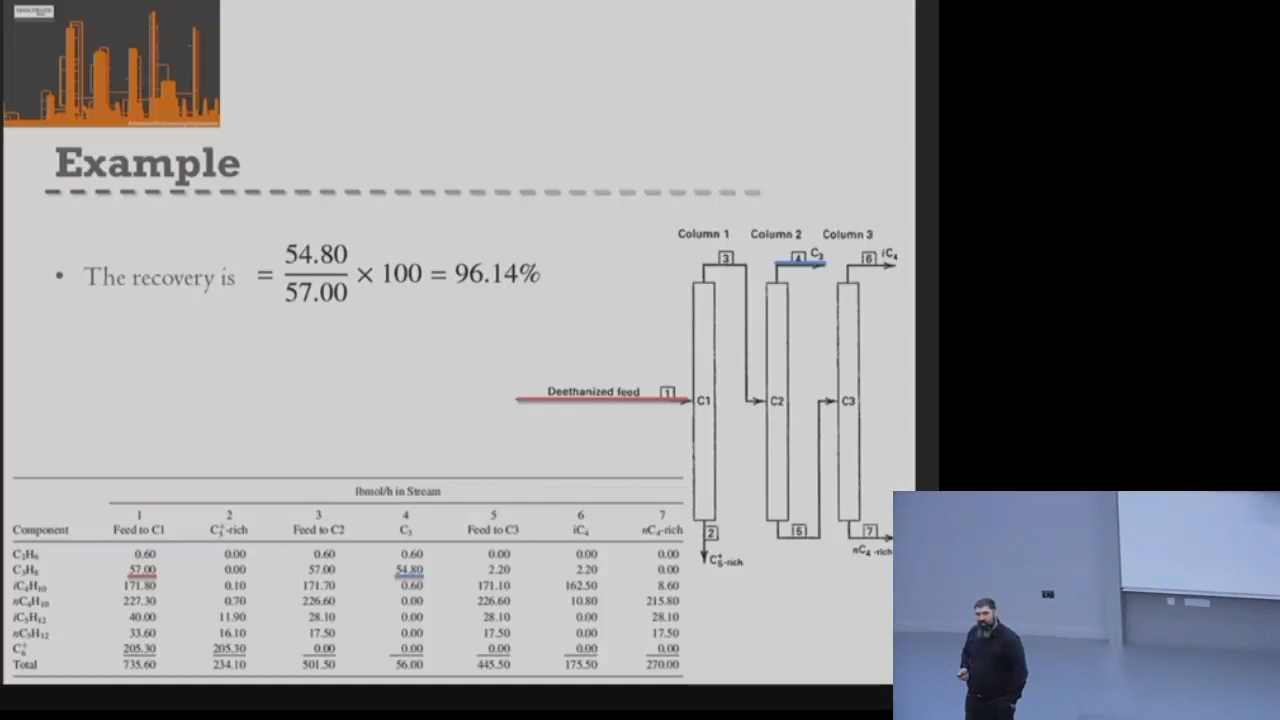 MANCHESTER
Example
• The recovery is = 54.80 / 57.00 × 100 = 96.14%
Column 1 Column 2 Column 3
3 4 C₃ 6 iC₄
Deethanized feed 1
C1 C2 C3
2 5 7
C₅⁺-rich nC₄-rich
lbmol/h in Stream
1 2 3 4 5 6 7
Component Feed to C1 C₅⁺-rich Feed to C2 C₃ Feed to C3 iC₄ nC₄-rich
C₂H₆ 0.60 0.00 0.60 0.60 0.00 0.00 0.00
C₃H₈ 57.00 0.00 57.00 54.80 2.20 2.20 0.00
iC₄H₁₀ 171.80 0.10 171.70 0.60 171.10 162.50 8.60
nC₄H₁₀ 227.30 0.70 226.60 0.00 226.60 10.80 215.80
iC₅H₁₂ 40.00 11.90 28.10 0.00 28.10 0.00 28.10
nC₅H₁₂ 33.60 16.10 17.50 0.00 17.50 0.00 17.50
C₆⁺ 205.30 205.30 0.00 0.00 0.00 0.00 0.00
Total 735.60 234.10 501.50 56.00 445.50 175.50 270.00